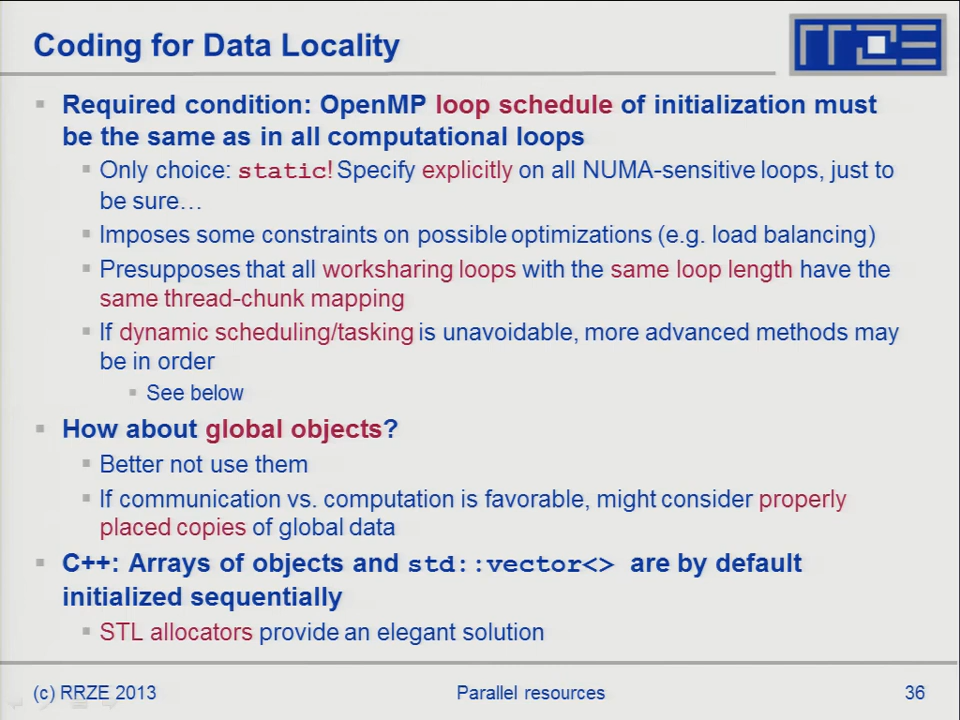 Coding for Data Locality
RRZE
Required condition: OpenMP loop schedule of initialization must
be the same as in all computational loops
Only choice: static! Specify explicitly on all NUMA-sensitive loops, just to
be sure…
Imposes some constraints on possible optimizations (e.g. load balancing)
Presupposes that all worksharing loops with the same loop length have the
same thread-chunk mapping
If dynamic scheduling/tasking is unavoidable, more advanced methods may
be in order
See below
How about global objects?
Better not use them
If communication vs. computation is favorable, might consider properly
placed copies of global data
C++: Arrays of objects and std::vector<> are by default
initialized sequentially
STL allocators provide an elegant solution
(c) RRZE 2013
Parallel resources
36